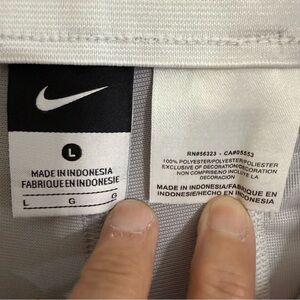 L
MADE IN INDONESIA
FABRIQUE EN INDONESIE
L G G
RN#56323 - CA#05553
100% POLYESTER/POLYESTER/POLIESTER
EXCLUSIVE OF DECORATION/DECORATION
NON COMPRISE/NO INCLUYE LA
DECORACION
MADE IN INDONESIA/FABRIQUE EN
INDONESIE/HECHO EN INDONESIA